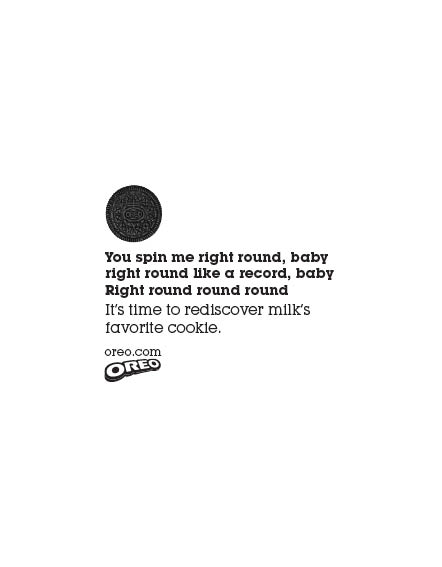 You spin me right round, baby
right round like a record, baby
Right round round round
It's time to rediscover milk's
favorite cookie.
oreo.com
OREO